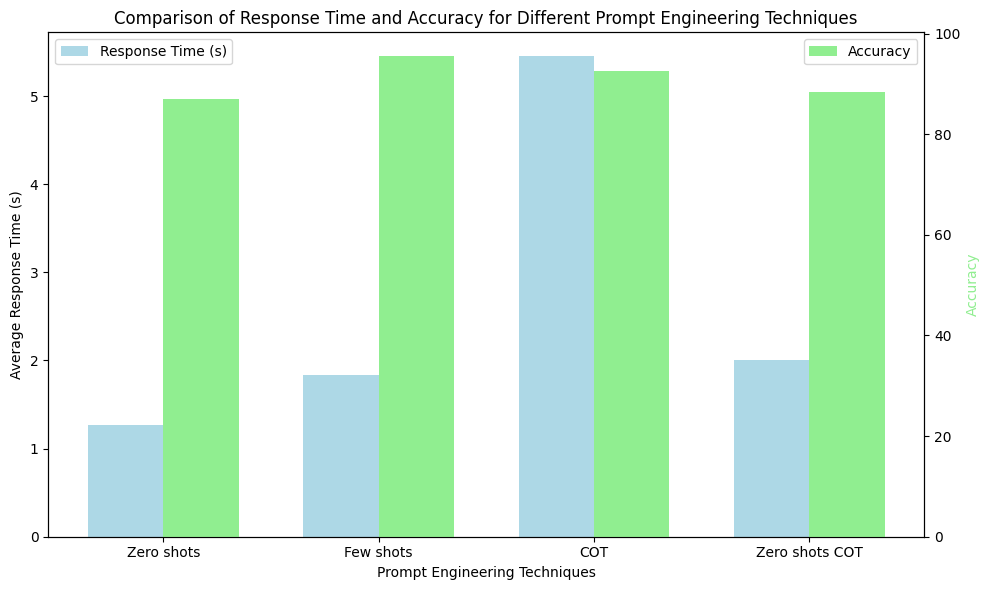 Comparison of Response Time and Accuracy for Different Prompt Engineering Techniques
Response Time (s)
Accuracy
Average Response Time (s)
5
4
3
2
1
0
100
80
60
40
20
0
Accuracy
Zero shots
Few shots
COT
Zero shots COT
Prompt Engineering Techniques